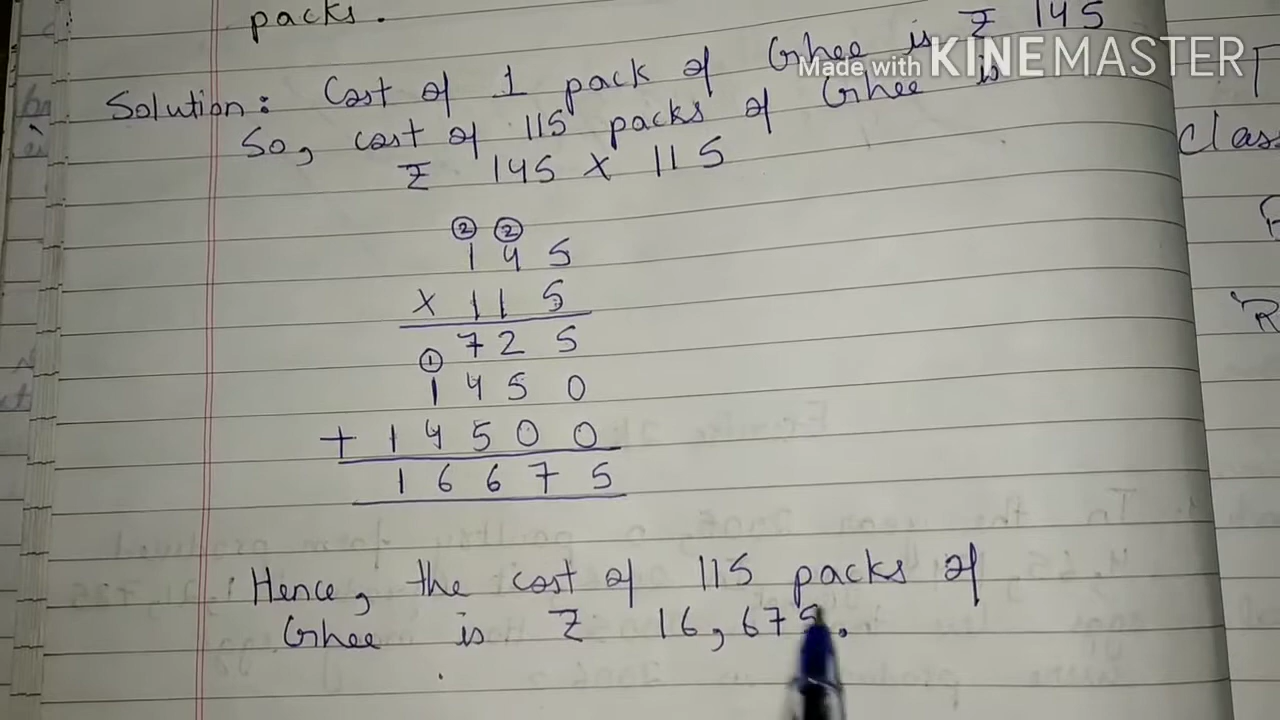 packs.
Solution: Cost of 1 pack of Ghee is ₹ 145
Made with KINEMASTER
So, cost of 115 packs of Ghee is
₹ 145 x 115
Clas
② ②
1 4 5
x 1 1 5
7 2 5
①
1 4 5 0
+ 1 4 5 0 0
1 6 6 7 5
Hence, the cost of 115 packs of
Ghee is ₹ 16,675.